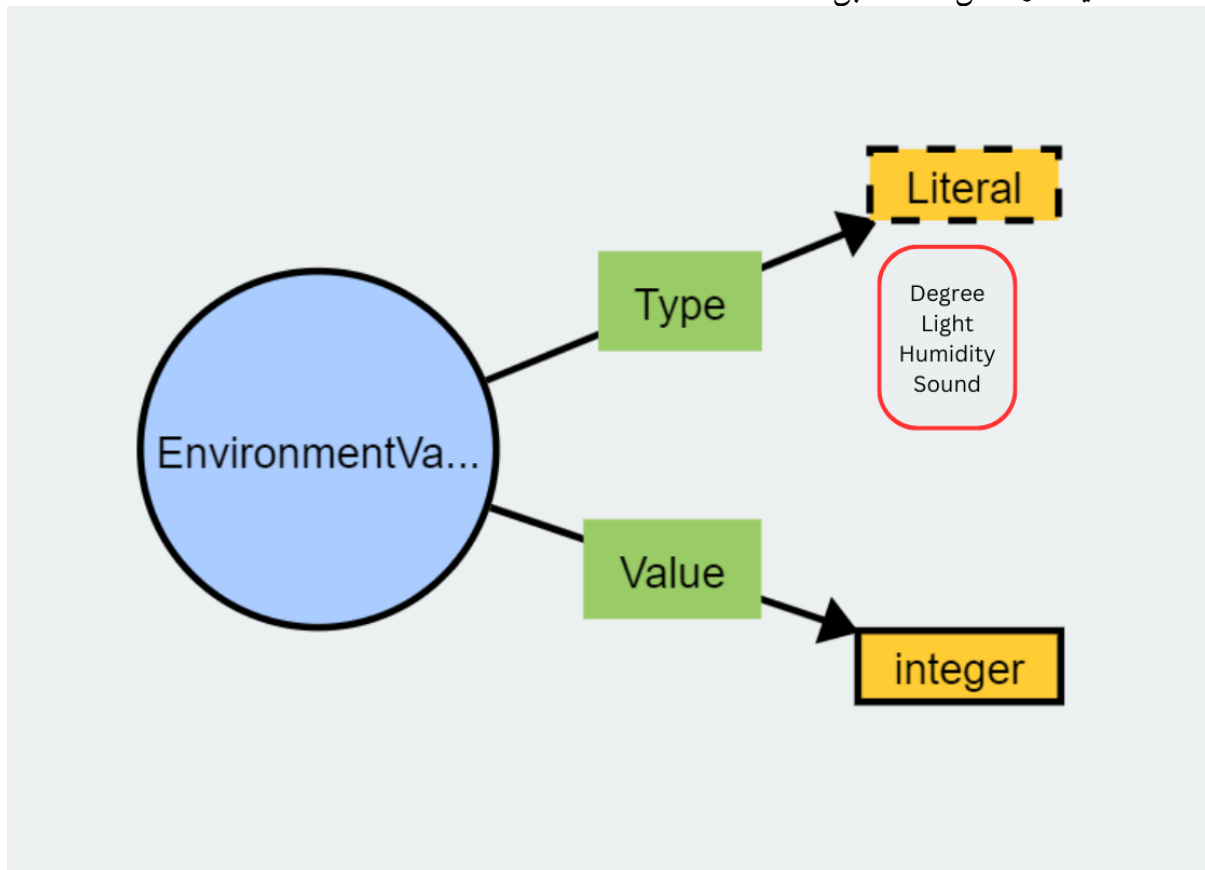 Literal
Type
Degree
Light
Humidity
Sound
EnvironmentVa...
Value
integer